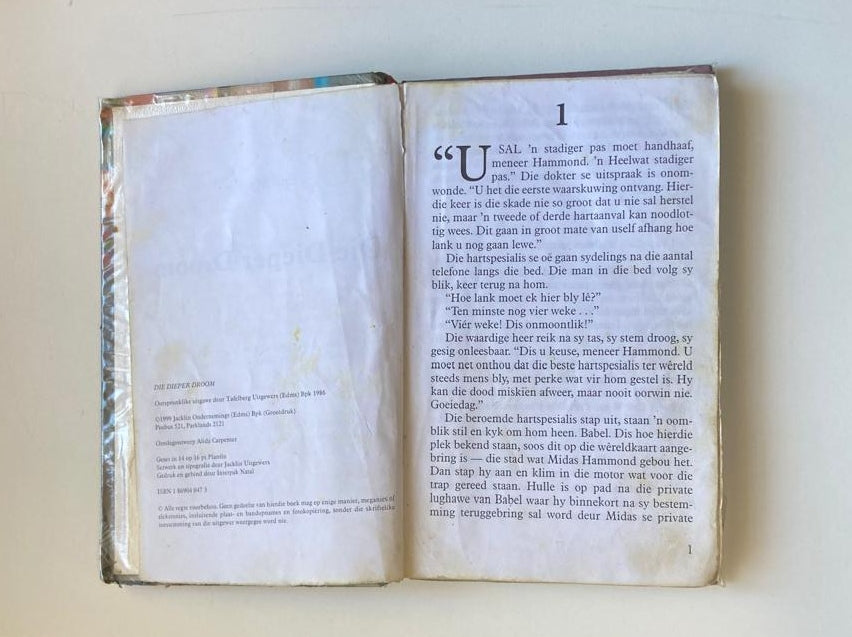 DIE DIEPER DROOM
Oorspronklike uitgawe deur Tafelberg Uitgewers (Edms) Bpk 1986
©1999 Jacklin Ondernemings (Edms) Bpk (Grootdruk)
Posbus 521, Parklands 2121
Omslagontwerp Abdù Carpenter
Geset in 14 op 16 pt Plantin
Setwerk en tipografie deur Jacklin Uitgewers
Gedruk en gebind deur Interpak Natal
ISBN 1 86904 047 5
© Alle regte voorbehou. Geen gedeelte van hierdie boek mag op enige manier, meganies of
elektronies, insluitende plaat- en bandopnames en fotokopiëring, sonder die skriftelike
toestemming van die uitgewer weergegee word nie.
1
“U SAL 'n stadiger pas moet handhaaf,
meneer Hammond. 'n Heelwat stadiger
pas.” Die dokter se uitspraak is onom-
wonde. “U het die eerste waarskuwing ontvang. Hier-
die keer is die skade nie so groot dat u nie sal herstel
nie, maar 'n tweede of derde hartaanval kan noodlot-
tig wees. Dit gaan in groot mate van uself afhang hoe
lank u nog gaan lewe.”
Die hartspesialis se oë gaan sydelings na die aantal
telefone langs die bed. Die man in die bed volg sy
blik, keer terug na hom.
“Hoe lank moet ek hier bly lê?”
“Ten minste nog vier weke . . .”
“Viér weke! Dis onmoontlik!”
Die waardige heer reik na sy tas, sy stem droog, sy
gesig onleesbaar. “Dis u keuse, meneer Hammond. U
moet net onthou dat die beste hartspesialis ter wêreld
steeds mens bly, met perke wat vir hom gestel is. Hy
kan die dood miskien afweer, maar nooit oorwin nie.
Goeiedag.”
Die beroemde hartspesialis stap uit, staan 'n oom-
blik stil en kyk om hom heen. Babel. Dis hoe hierdie
plek bekend staan, soos dit op die wêreldkaart aange-
bring is — die stad wat Midas Hammond gebou het.
Dan stap hy aan en klim in die motor wat voor die
trap gereed staan. Hulle is op pad na die private
lughawe van Babel waar hy binnekort na sy bestem-
ming teruggebring sal word deur Midas se private
1